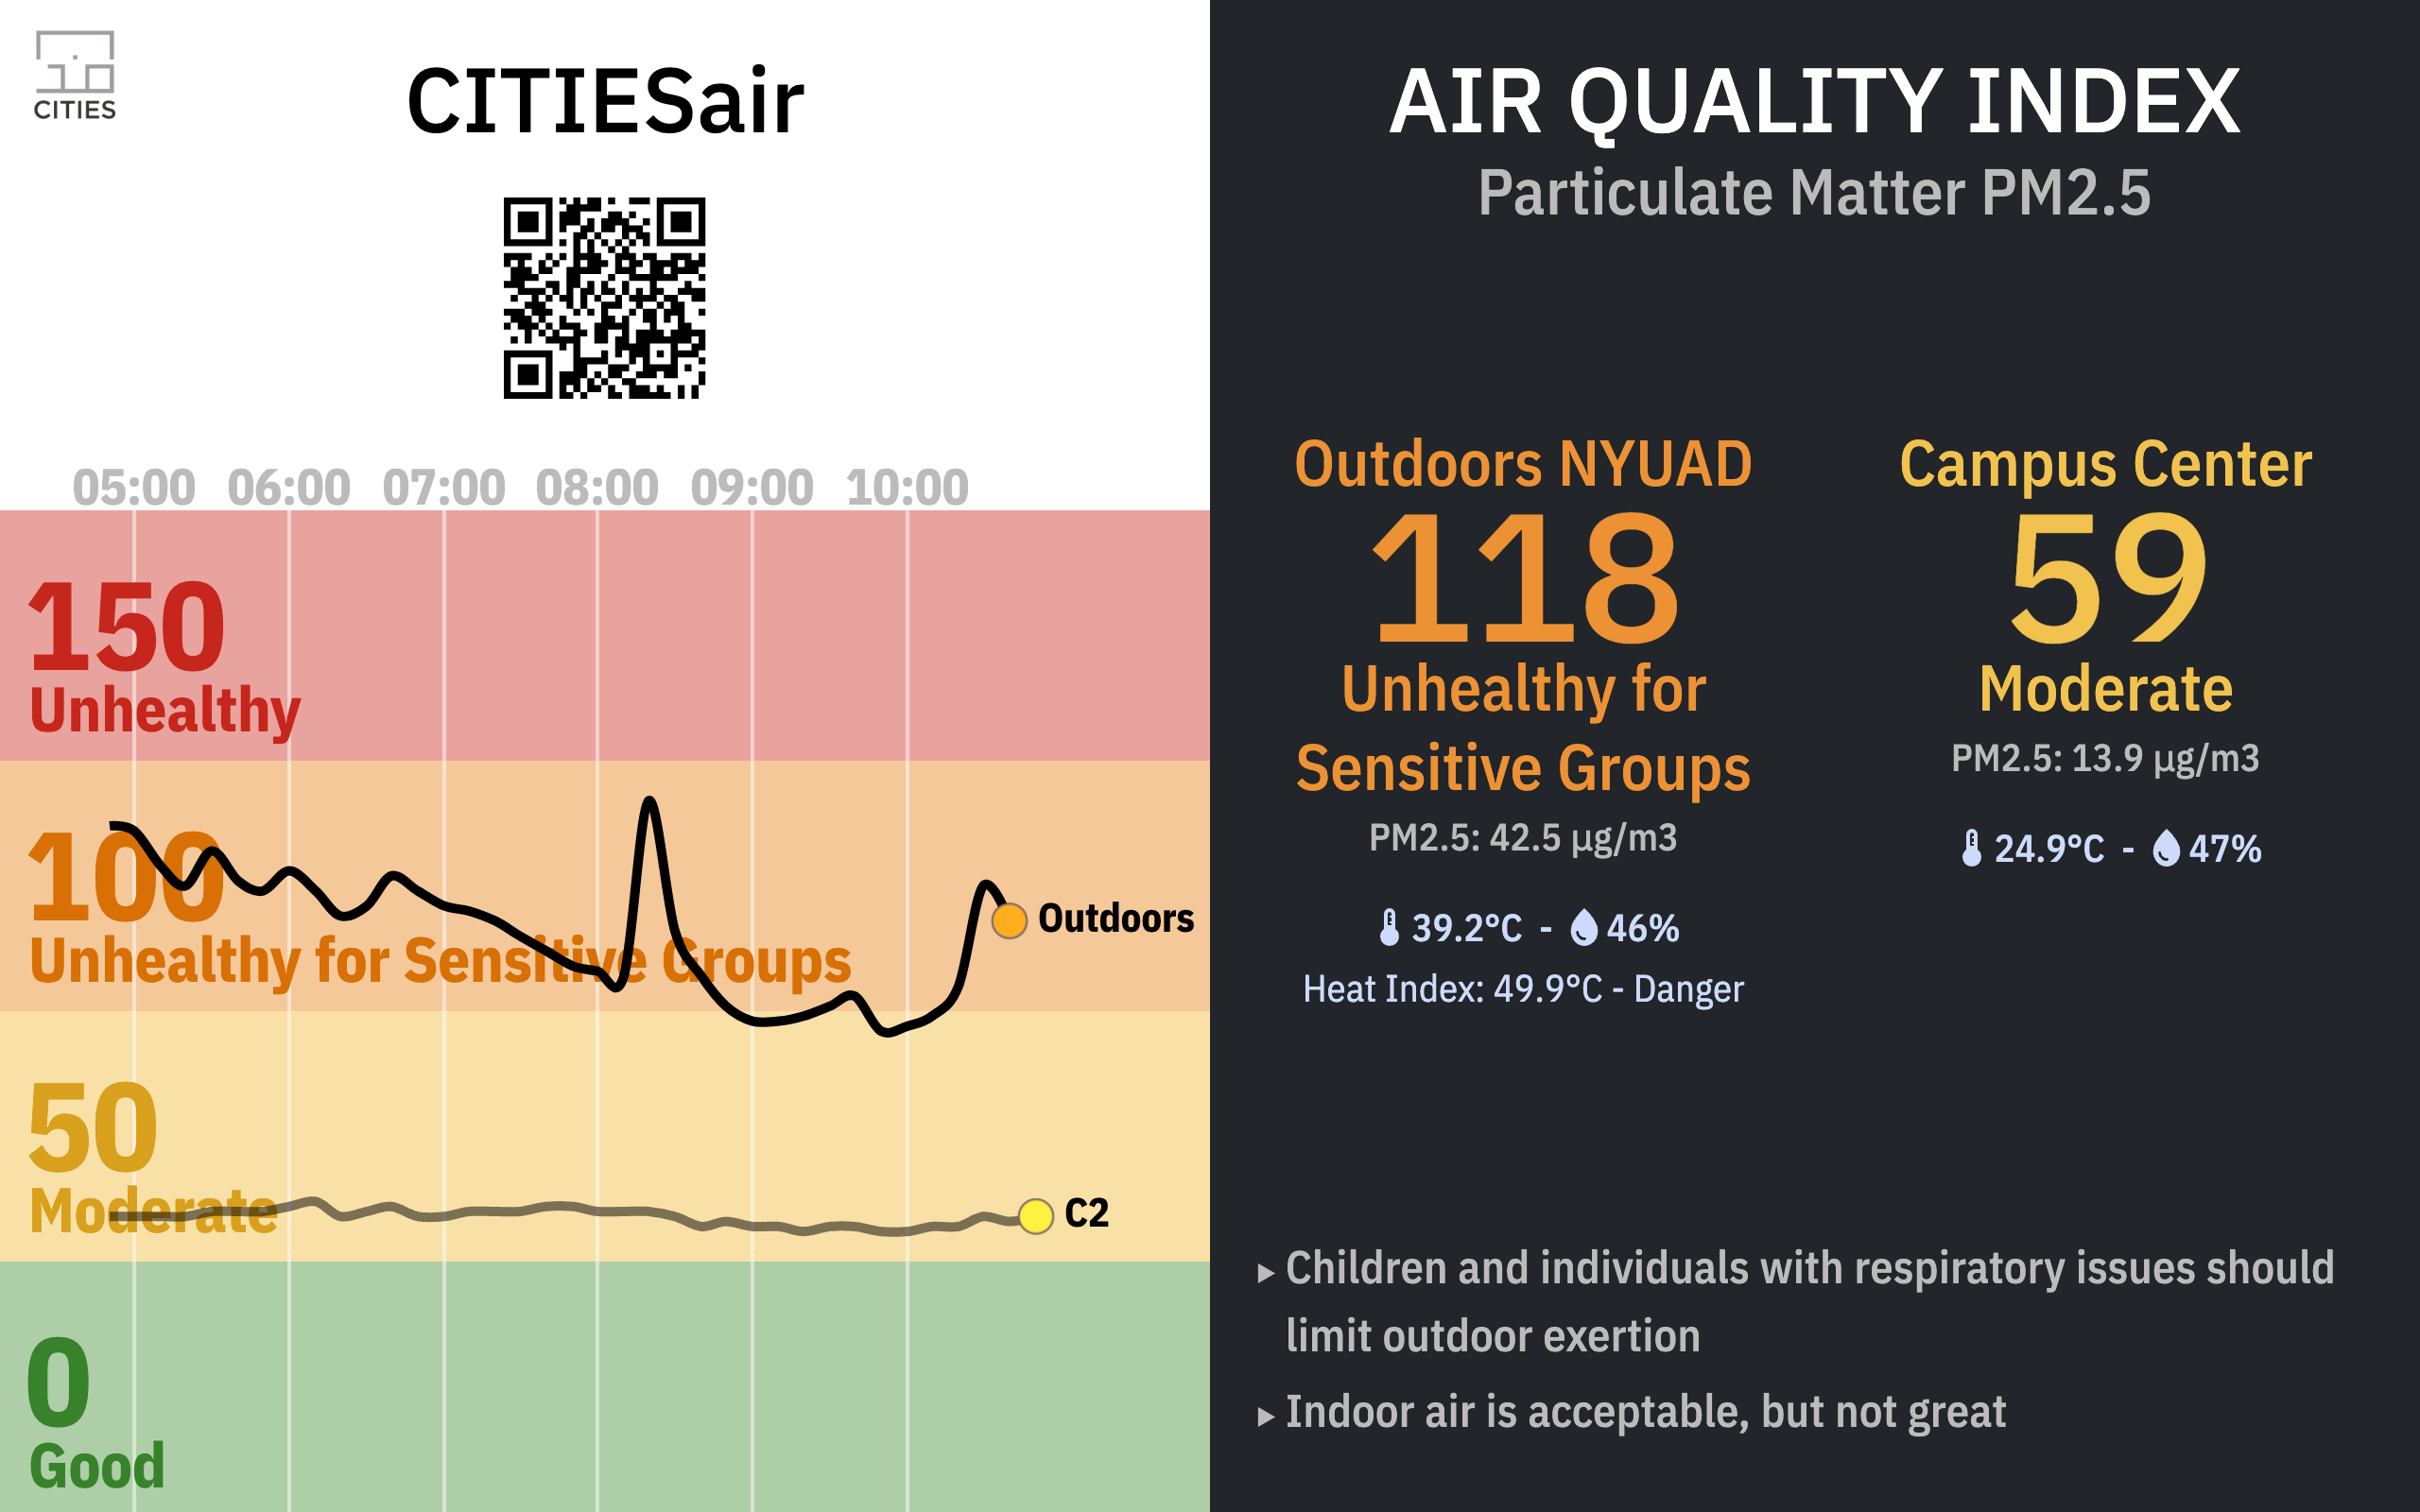 CITIES
CITIESair
05:00 06:00 07:00 08:00 09:00 10:00
150
Unhealthy
100
Unhealthy for Sensitive Groups
Outdoors
50
Moderate
C2
0
Good
AIR QUALITY INDEX
Particulate Matter PM2.5
Outdoors NYUAD
118
Unhealthy for
Sensitive Groups
PM2.5: 42.5 µg/m3
39.2°C - 46%
Heat Index: 49.9°C - Danger
Campus Center
59
Moderate
PM2.5: 13.9 µg/m3
24.9°C - 47%
▸ Children and individuals with respiratory issues should
limit outdoor exertion
▸ Indoor air is acceptable, but not great